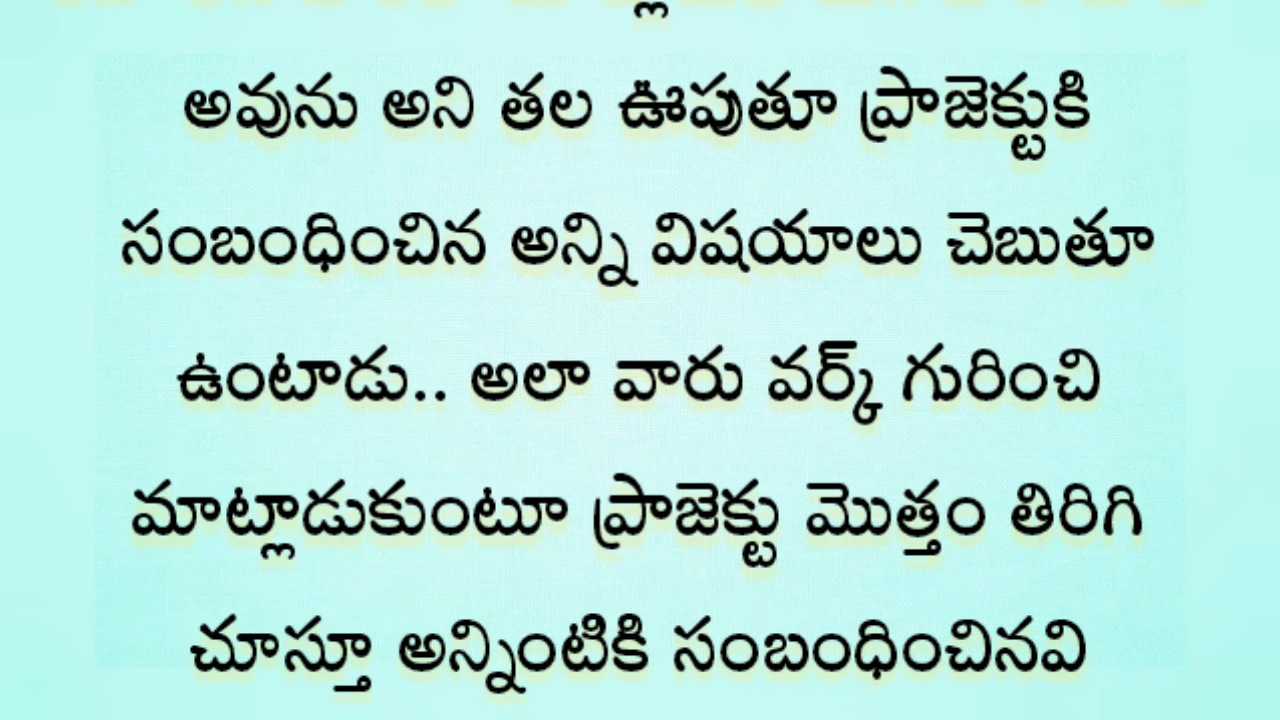 అవును అని తల ఊపుతూ ప్రాజెక్టుకి
సంబంధించిన అన్ని విషయాలు చెబుతూ
ఉంటాడు.. అలా వారు వర్క్ గురించి
మాట్లాడుకుంటూ ప్రాజెక్టు మొత్తం తిరిగి
చూస్తూ అన్నింటికి సంబంధించినవి